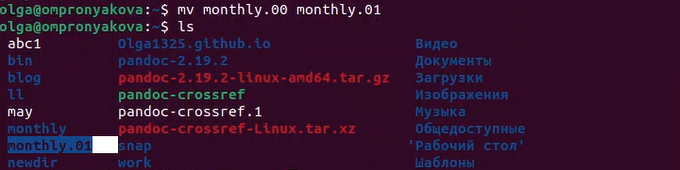 olga@ompronyakova:~$ mv monthly.00 monthly.01
olga@ompronyakova:~$ ls
abc1 Olga1325.github.io Видео
bin pandoc-2.19.2 Документы
blog pandoc-2.19.2-linux-amd64.tar.gz Загрузки
ll pandoc-crossref Изображения
may pandoc-crossref.1 Музыка
monthly pandoc-crossref-Linux.tar.xz Общедоступные
monthly.01 snap 'Рабочий стол'
newdir work Шаблоны